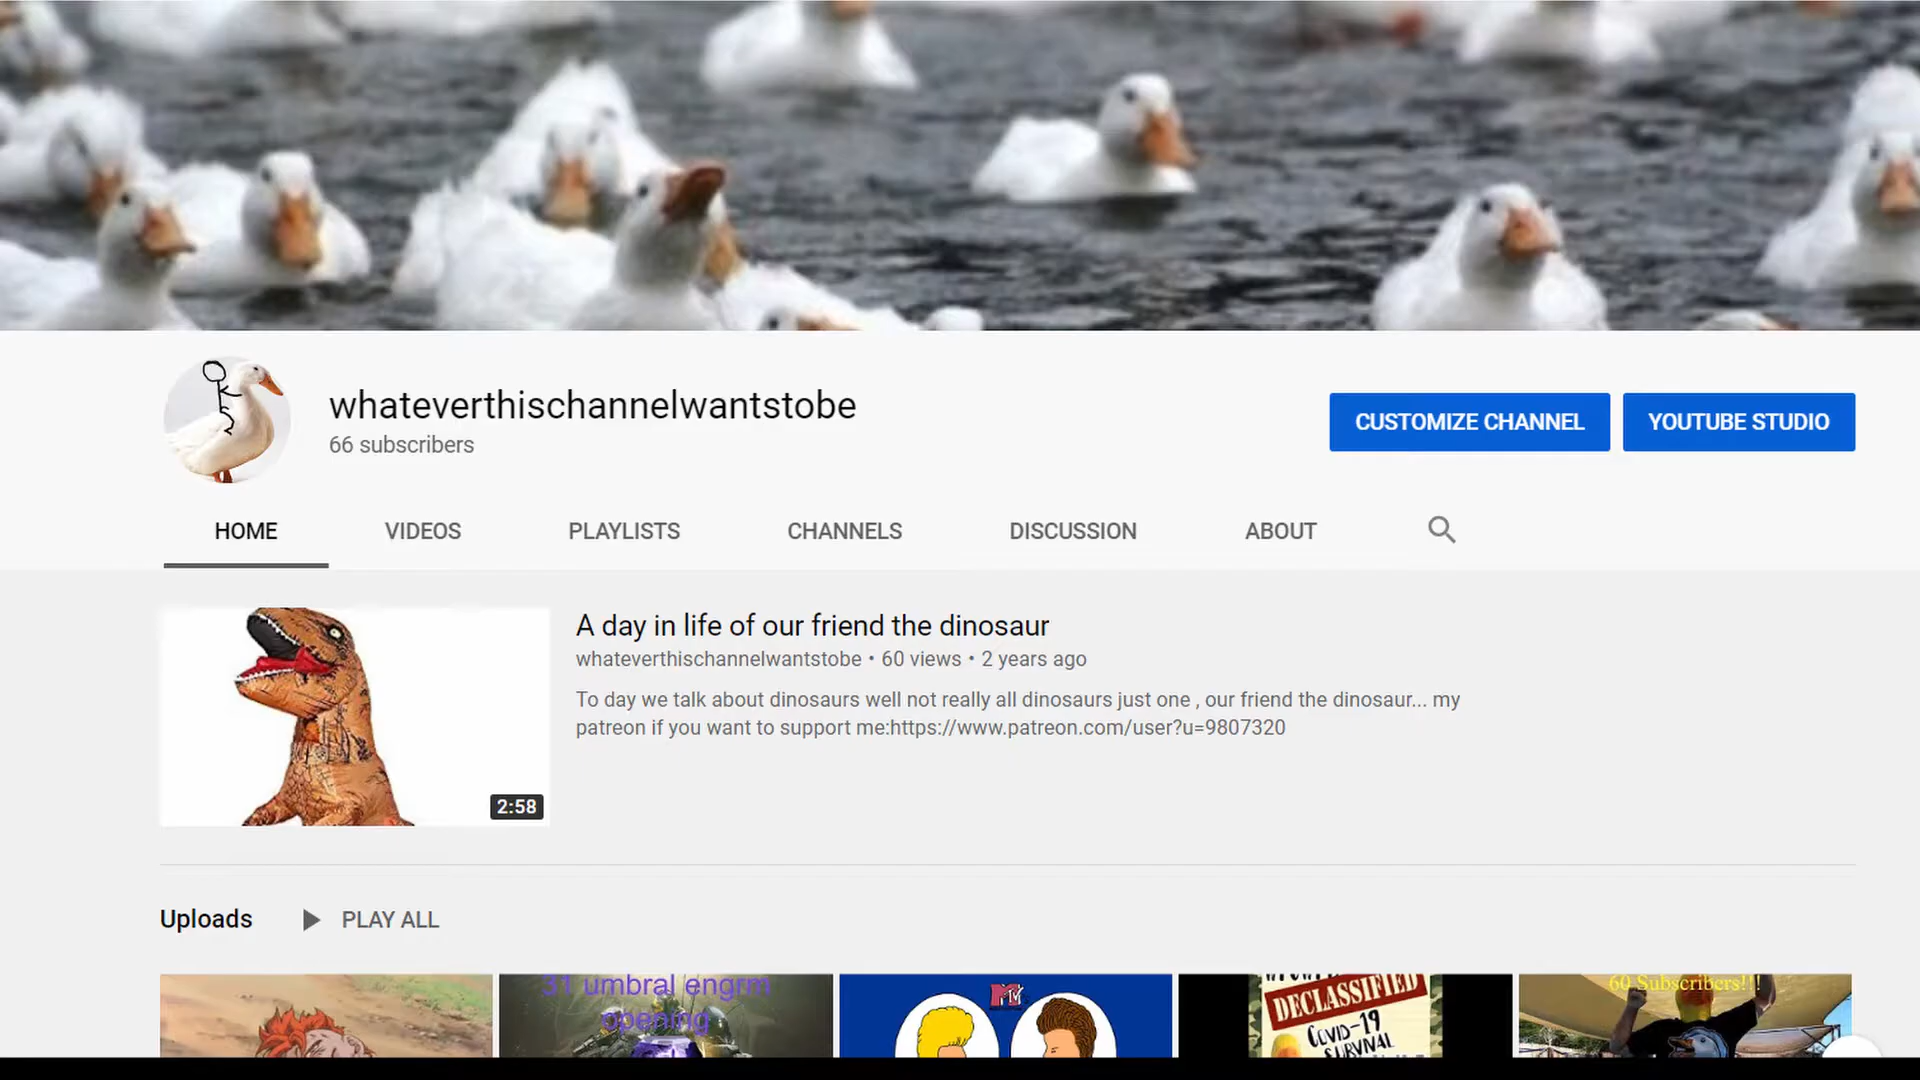 whateverthischannelwantstobe
66 subscribers
CUSTOMIZE CHANNEL
YOUTUBE STUDIO
HOME
VIDEOS
PLAYLISTS
CHANNELS
DISCUSSION
ABOUT
A day in life of our friend the dinosaur
whateverthischannelwantstobe • 60 views • 2 years ago
To day we talk about dinosaurs well not really all dinosaurs just one , our friend the dinosaur... my
patreon if you want to support me:https://www.patreon.com/user?u=9807320
2:58
Uploads
PLAY ALL
31 umbral engrm
opening
MTV
DECLASSIFIED
COVID-19
SURVIVAL
60 Subscribers!!!